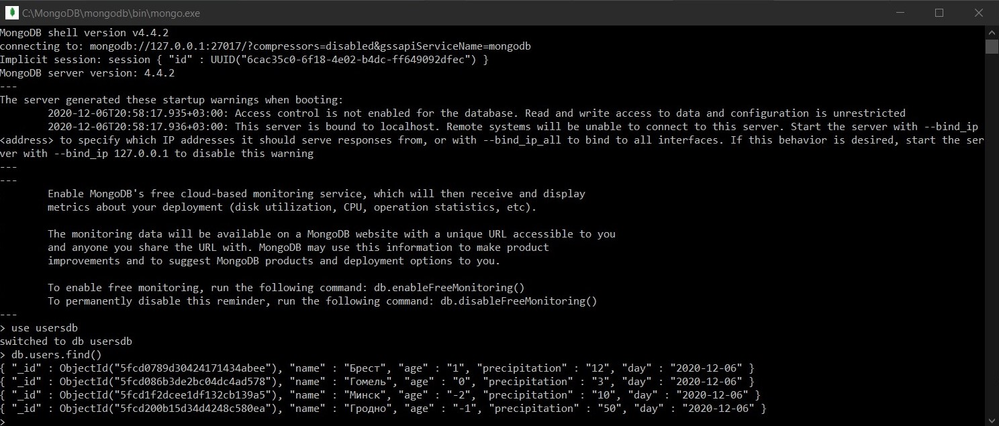 C:\MongoDB\mongodb\bin\mongo.exe
MongoDB shell version v4.4.2
connecting to: mongodb://127.0.0.1:27017/?compressors=disabled&gssapiServiceName=mongodb
Implicit session: session { "id" : UUID("6cac35c0-6f18-4e02-b4dc-ff649092dfec") }
MongoDB server version: 4.4.2
---
The server generated these startup warnings when booting:
        2020-12-06T20:58:17.935+03:00: Access control is not enabled for the database. Read and write access to data and configuration is unrestricted
        2020-12-06T20:58:17.936+03:00: This server is bound to localhost. Remote systems will be unable to connect to this server. Start the server with --bind_ip
<address> to specify which IP addresses it should serve responses from, or with --bind_ip_all to bind to all interfaces. If this behavior is desired, start the ser
ver with --bind_ip 127.0.0.1 to disable this warning
---
---
        Enable MongoDB's free cloud-based monitoring service, which will then receive and display
        metrics about your deployment (disk utilization, CPU, operation statistics, etc).

        The monitoring data will be available on a MongoDB website with a unique URL accessible to you
        and anyone you share the URL with. MongoDB may use this information to make product
        improvements and to suggest MongoDB products and deployment options to you.

        To enable free monitoring, run the following command: db.enableFreeMonitoring()
        To permanently disable this reminder, run the following command: db.disableFreeMonitoring()
---
> use usersdb
switched to db usersdb
> db.users.find()
{ "_id" : ObjectId("5fcd0789d30424171434abee"), "name" : "Брест", "age" : "1", "precipitation" : "12", "day" : "2020-12-06" }
{ "_id" : ObjectId("5fcd086b3de2bc04dc4ad578"), "name" : "Гомель", "age" : "0", "precipitation" : "3", "day" : "2020-12-06" }
{ "_id" : ObjectId("5fcd1f2dcee1df132cb139a5"), "name" : "Минск", "age" : "-2", "precipitation" : "10", "day" : "2020-12-06" }
{ "_id" : ObjectId("5fcd200b15d34d4248c580ea"), "name" : "Гродно", "age" : "-1", "precipitation" : "50", "day" : "2020-12-06" }
>